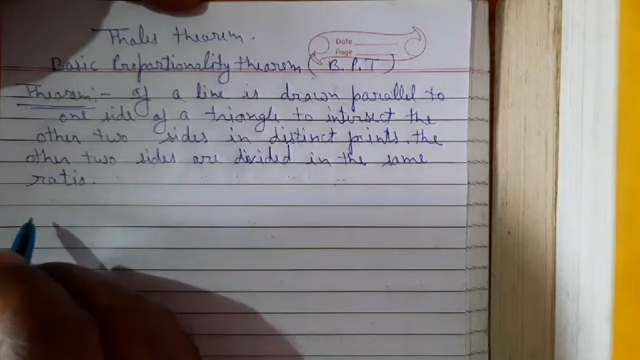 Thales theorem.
Date
Page
Basic Proportionality theorem (B.P.T)
Theorem:- If a line is drawn parallel to
one side of a triangle to intersect the
other two sides in distinct points, the
other two sides are divided in the same
ratio.